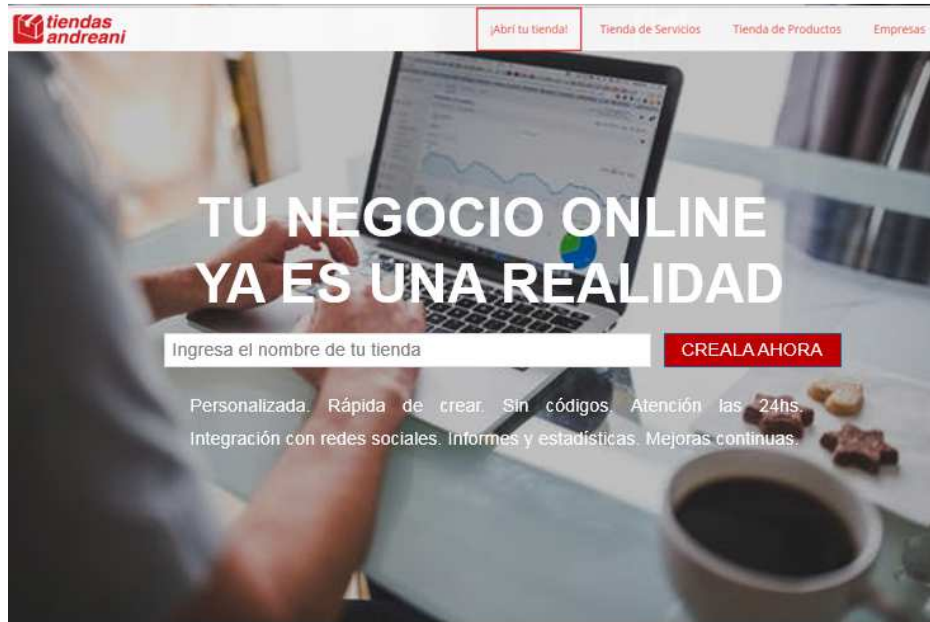 tiendas
andreani
¡Abrí tu tienda!
Tienda de Servicios
Tienda de Productos
Empresas
TU NEGOCIO ONLINE
YA ES UNA REALIDAD
Ingresa el nombre de tu tienda
CREALA AHORA
Personalizada. Rápida de crear. Sin códigos. Atención las 24hs.
Integración con redes sociales. Informes y estadísticas. Mejoras continuas.